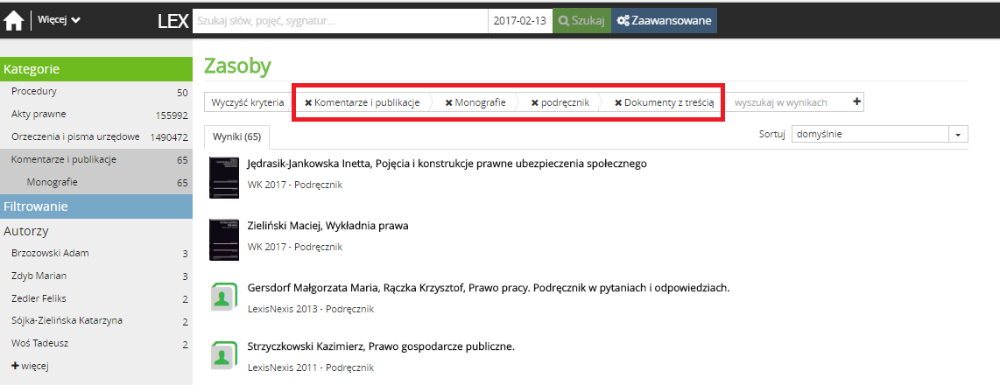 Więcej LEX Szukaj słów, pojęć, sygnatur... 2017-02-13 Szukaj Zaawansowane
Kategorie
Procedury 50
Akty prawne 155992
Orzeczenia i pisma urzędowe 1490472
Komentarze i publikacje 65
Monografie 65
Filtrowanie
Autorzy
Brzozowski Adam 3
Zdyb Marian 3
Zedler Feliks 2
Sójka-Zielińska Katarzyna 2
Woś Tadeusz 2
więcej
Zasoby
Wyczyść kryteria Komentarze i publikacje Monografie podręcznik Dokumenty z treścią wyszukaj w wynikach
Wyniki (65) Sortuj domyślnie
Jędrasik-Jankowska Inetta, Pojęcia i konstrukcje prawne ubezpieczenia społecznego
WK 2017 - Podręcznik
Zieliński Maciej, Wykładnia prawa
WK 2017 - Podręcznik
Gersdorf Małgorzata Maria, Rączka Krzysztof, Prawo pracy. Podręcznik w pytaniach i odpowiedziach.
LexisNexis 2013 - Podręcznik
Strzyczkowski Kazimierz, Prawo gospodarcze publiczne.
LexisNexis 2011 - Podręcznik